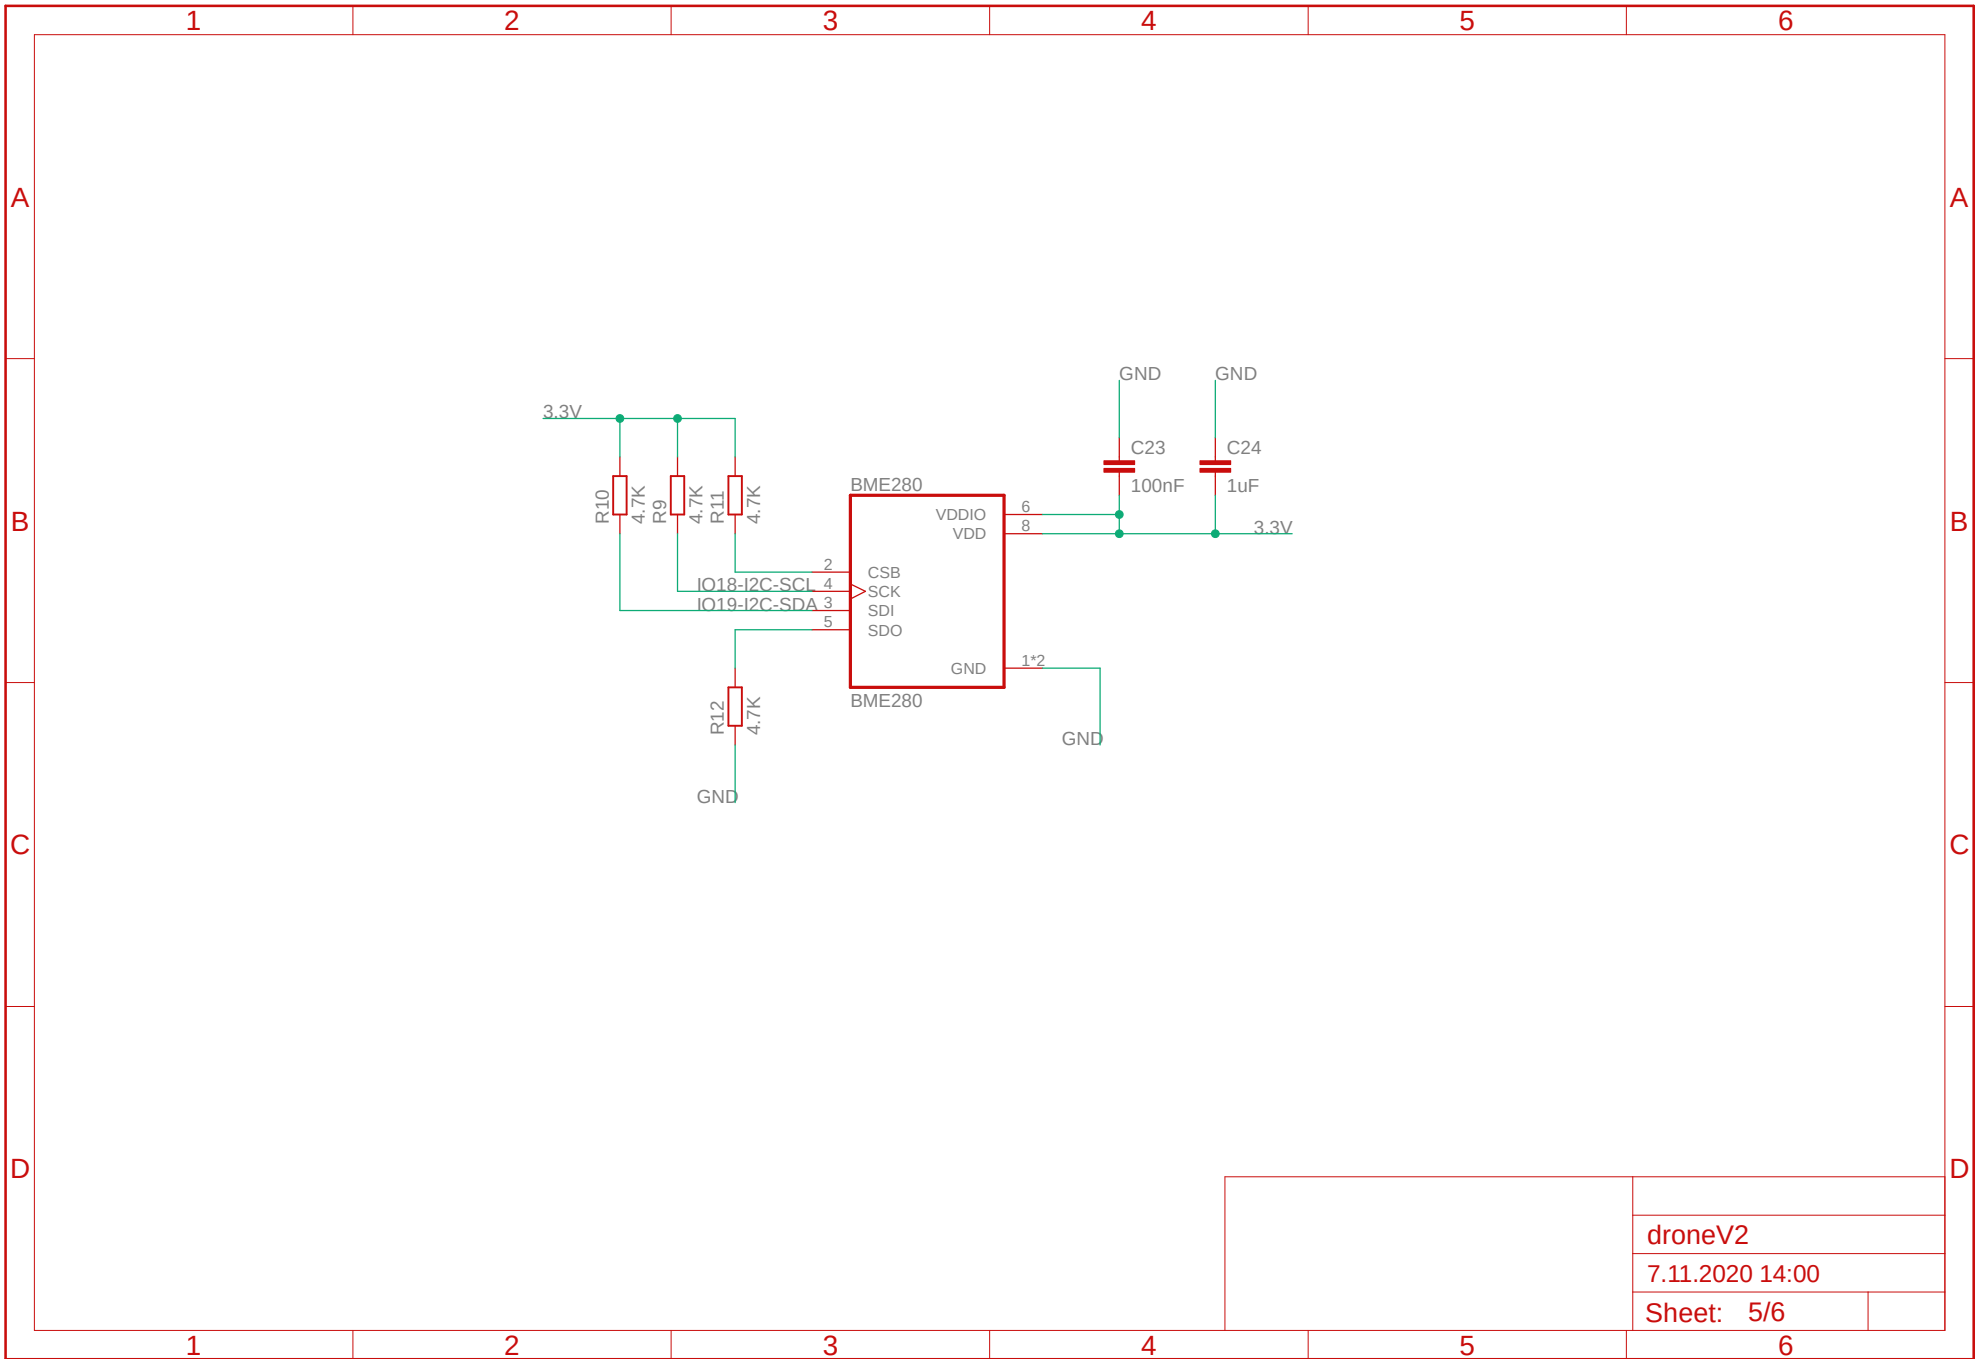 1 2 3 4 5 6
A A
GND GND
3.3V
C23 C24
100nF 1uF
R10 4.7K R9 4.7K R11 4.7K
BME280
VDDIO 6
VDD 8
3.3V
B B
2 CSB
IO18-I2C-SCL 4 SCK
IO19-I2C-SDA 3 SDI
5 SDO
GND 1*2
BME280
R12 4.7K
GND
GND
C C
D D
droneV2
7.11.2020 14:00
Sheet: 5/6
1 2 3 4 5 6